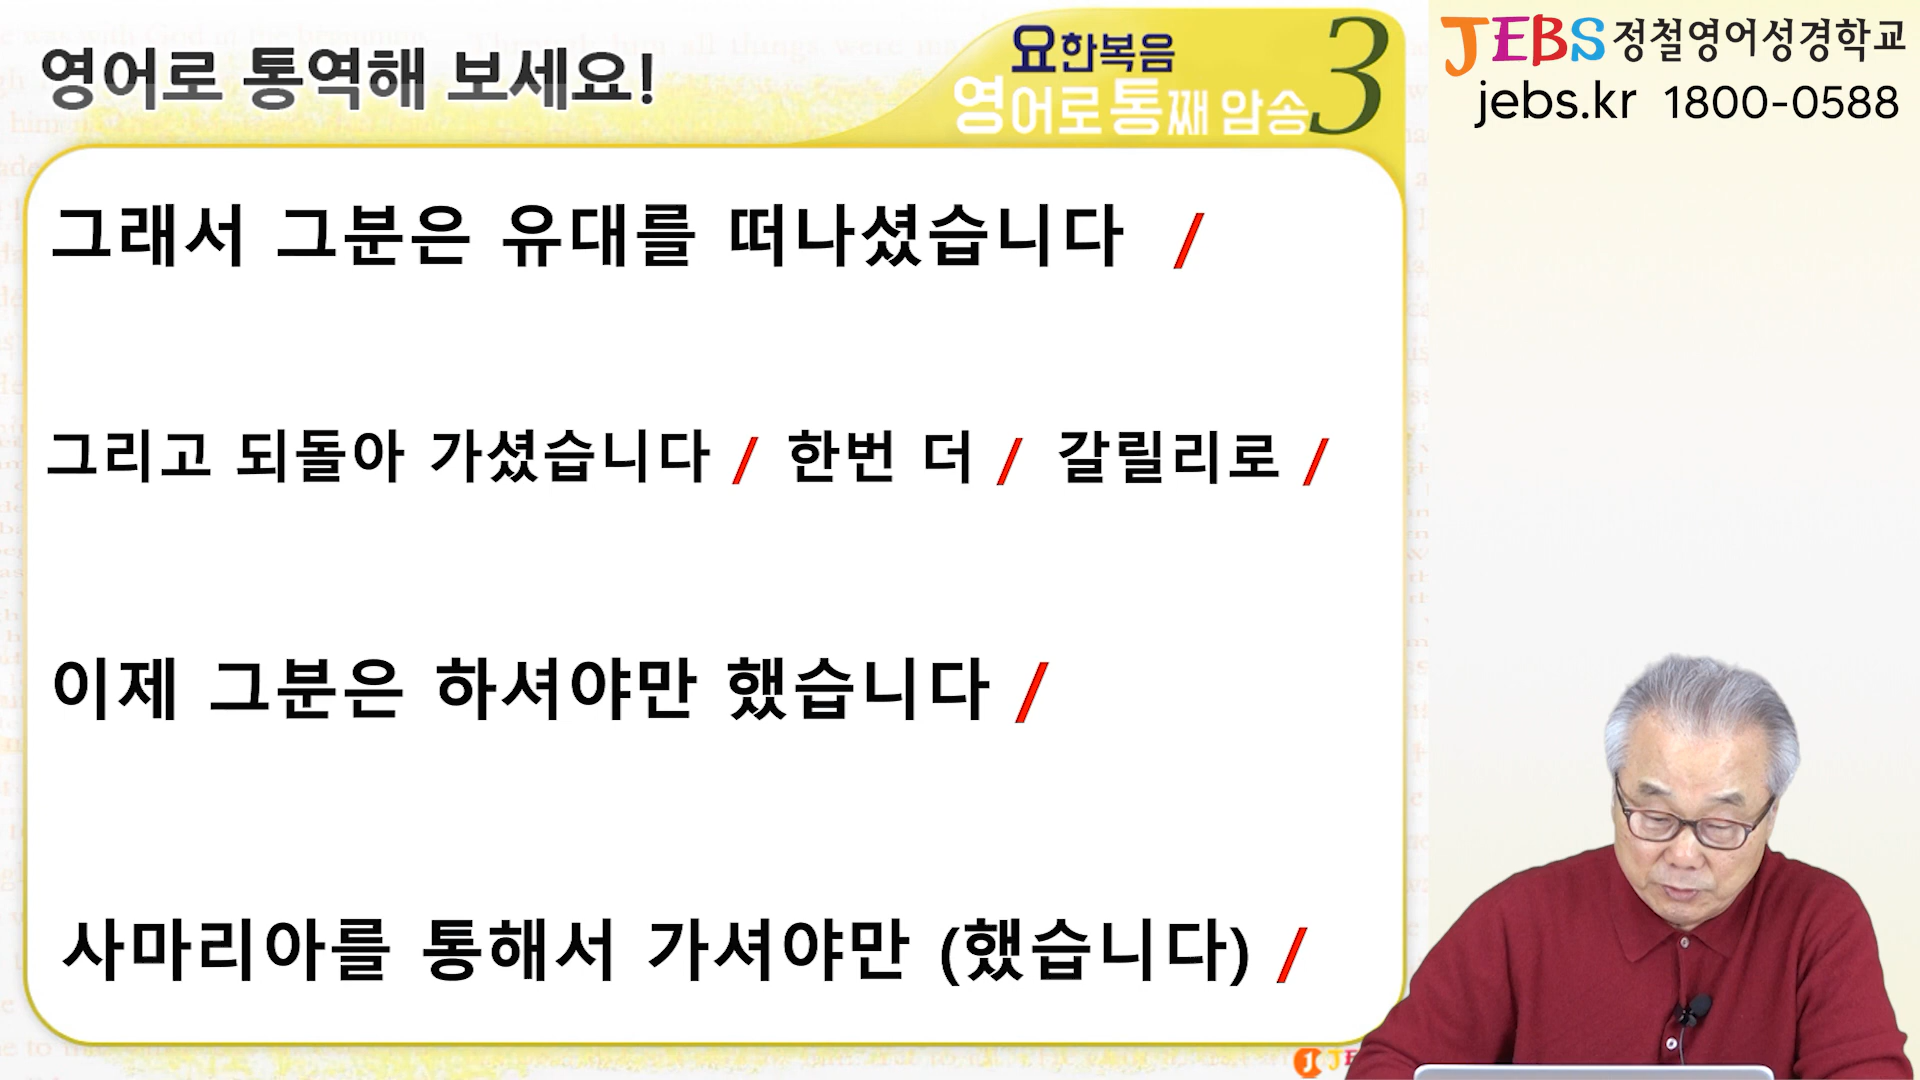 영어로 통역해 보세요!
요한복음
영어로 통째 암송 3
JEBS 정철영어성경학교
jebs.kr 1800-0588
그래서 그분은 유대를 떠나셨습니다 /
그리고 되돌아 가셨습니다 / 한번 더 / 갈릴리로 /
이제 그분은 하셔야만 했습니다 /
사마리아를 통해서 가셔야만 (했습니다) /